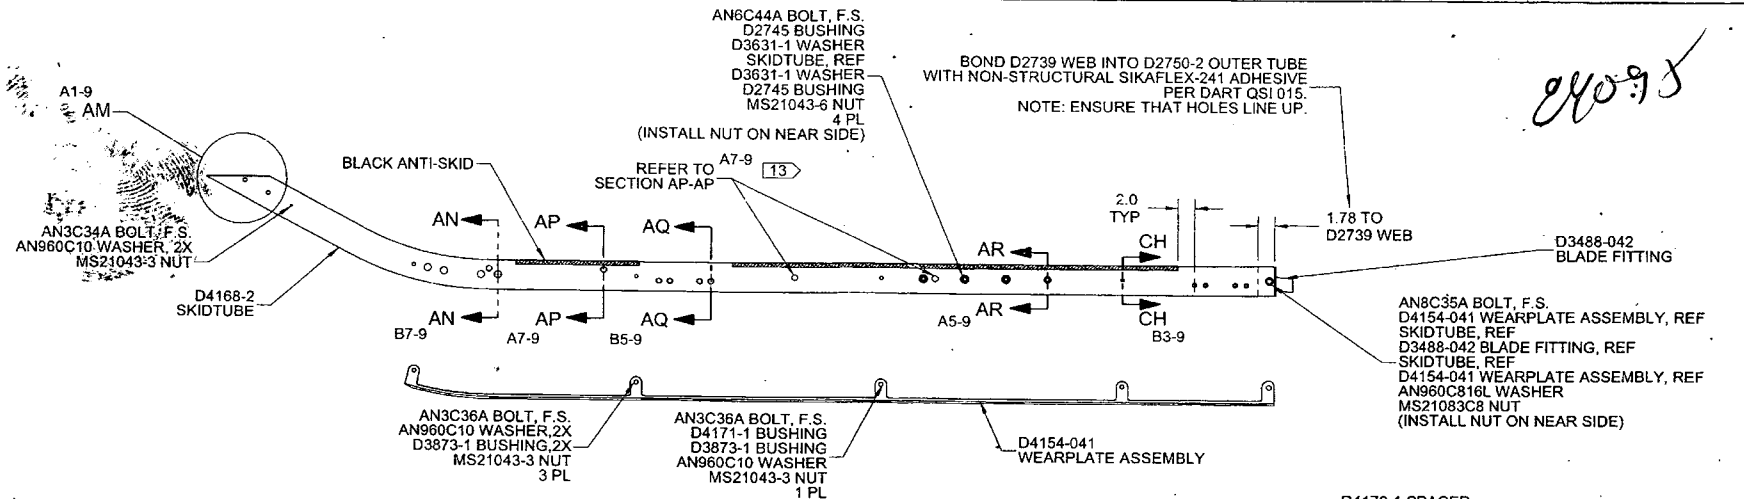 AN6C44A BOLT, F.S.
D2745 BUSHING
D3631-1 WASHER
SKIDTUBE, REF
D3631-1 WASHER
D2745 BUSHING
MS21043-6 NUT
4 PL
(INSTALL NUT ON NEAR SIDE)
BOND D2739 WEB INTO D2750-2 OUTER TUBE
WITH NON-STRUCTURAL SIKAFLEX-241 ADHESIVE
PER DART QSI 015.
NOTE: ENSURE THAT HOLES LINE UP.
A1-9
AM
BLACK ANTI-SKID
REFER TO
SECTION AP-AP
A7-9
13
AN3C34A BOLT, F.S.
AN960C10 WASHER, 2X
MS21043-3 NUT
D4168-2
SKIDTUBE
AN
AP
AQ
AR
CH
2.0
TYP
1.78 TO
D2739 WEB
D3488-042
BLADE FITTING
AN
AP
AQ
AR
CH
B7-9
A7-9
B5-9
A5-9
B3-9
AN8C35A BOLT, F.S.
D4154-041 WEARPLATE ASSEMBLY, REF
SKIDTUBE, REF
D3488-042 BLADE FITTING, REF
SKIDTUBE, REF
D4154-041 WEARPLATE ASSEMBLY, REF
AN960C816L WASHER
MS21083C8 NUT
(INSTALL NUT ON NEAR SIDE)
AN3C36A BOLT, F.S.
AN960C10 WASHER,2X
D3873-1 BUSHING,2X
MS21043-3 NUT
3 PL
AN3C36A BOLT, F.S.
D4171-1 BUSHING
D3873-1 BUSHING
AN960C10 WASHER
MS21043-3 NUT
1 PL
D4154-041
WEARPLATE ASSEMBLY